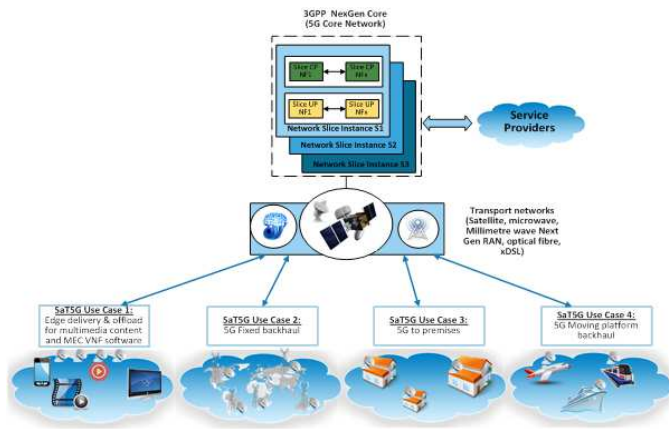 3GPP NexGen Core
(5G Core Network)
Slice CP
NF1
Slice CP
NFx
Slice UP
NF1
Slice UP
NFx
Network Slice Instance S1
Network Slice Instance S2
Network Slice Instance S3
Service
Providers
Transport networks
(Satellite, microwave,
Millimetre wave Next
Gen RAN, optical fibre,
xDSL)
SaT5G Use Case 1:
Edge delivery & offload
for multimedia content
and MEC VNF software
SaT5G Use Case 2:
5G Fixed backhaul
SaT5G Use Case 3:
5G to premises
SaT5G Use Case 4:
5G Moving platform
backhaul